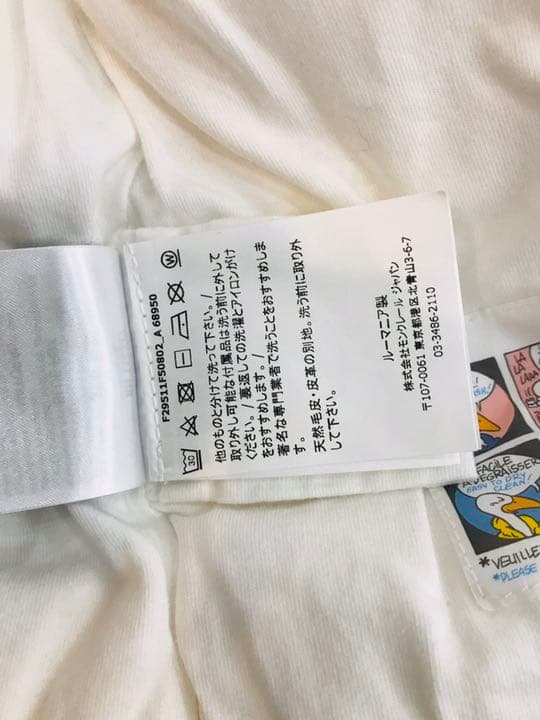 F29511F50802_A 68950
30
W
他のものと分けて洗って下さい。/
取り外し可能な付属品は洗う前に外して
ください。/ 裏返しての洗濯とアイロンがけ
をおすすめします。/
著名な専門業者で洗うことをおすすめしま
す。
天然毛皮・皮革の別地。洗う前に取り外
して下さい。
ルーマニア製
株式会社モンクレール ジャパン
〒107-0061 東京都港区北青山3-6-7
03-3486-2110
LA
LA
LALA
FACILE
A DEGRAISSER
EASY TO DRY
CLEAN!
*VEUILLE
*PLEASE